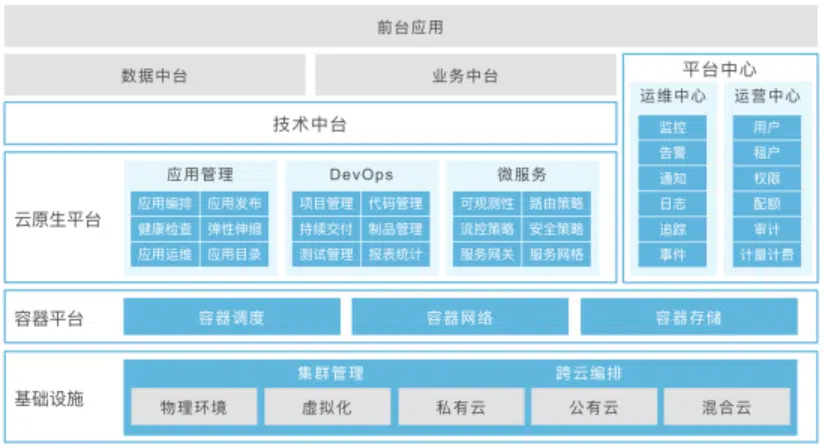 前台应用
数据中台
业务中台
技术中台
平台中心
运维中心
监控
告警
通知
日志
追踪
事件
运营中心
用户
租户
权限
配额
审计
计量计费
云原生平台
应用管理
应用编排 应用发布
健康检查 弹性伸缩
应用运维 应用目录
DevOps
项目管理 代码管理
持续交付 制品管理
测试管理 报表统计
微服务
可观测性 路由策略
流控策略 安全策略
服务网关 服务网格
容器平台
容器调度
容器网络
容器存储
基础设施
集群管理
跨云编排
物理环境
虚拟化
私有云
公有云
混合云